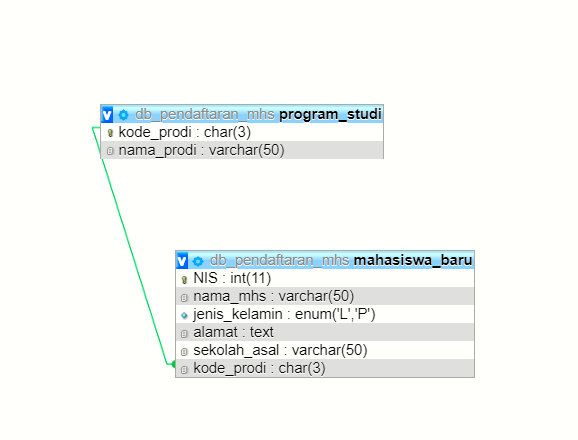 v db_pendaftaran_mhs program_studi
kode_prodi : char(3)
nama_prodi : varchar(50)
v db_pendaftaran_mhs mahasiswa_baru
NIS : int(11)
nama_mhs : varchar(50)
jenis_kelamin : enum('L','P')
alamat : text
sekolah_asal : varchar(50)
kode_prodi : char(3)